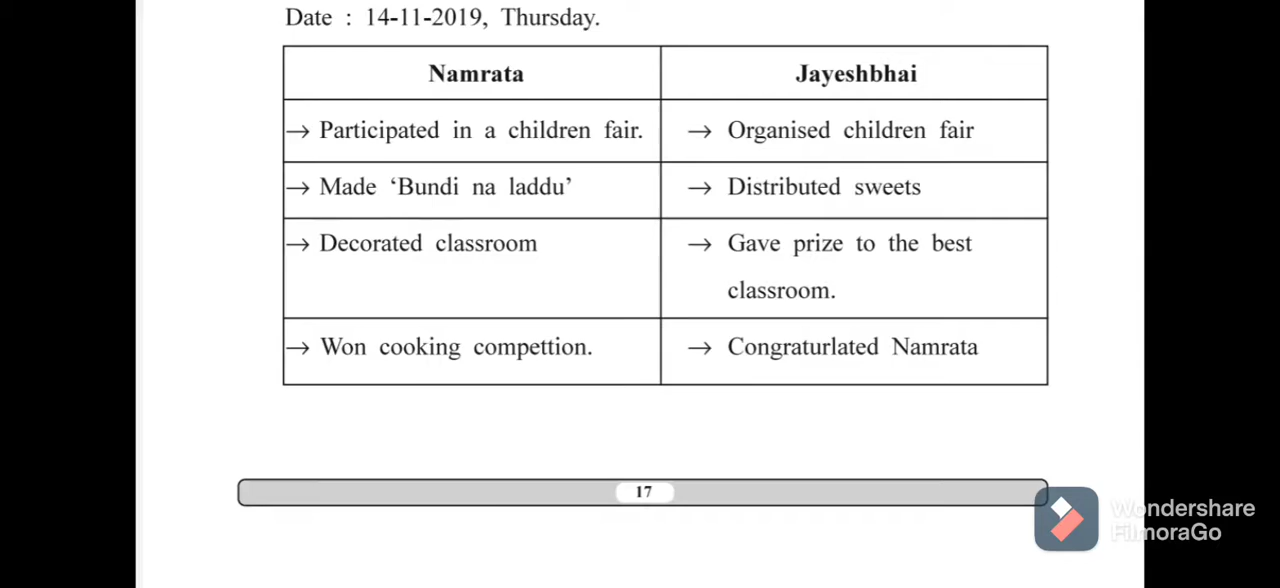 Date : 14-11-2019, Thursday.
Namrata Jayeshbhai
→ Participated in a children fair. → Organised children fair
→ Made ‘Bundi na laddu’ → Distributed sweets
→ Decorated classroom → Gave prize to the best
classroom.
→ Won cooking compettion. → Congraturlated Namrata
17
Wondershare
FilmoraGo